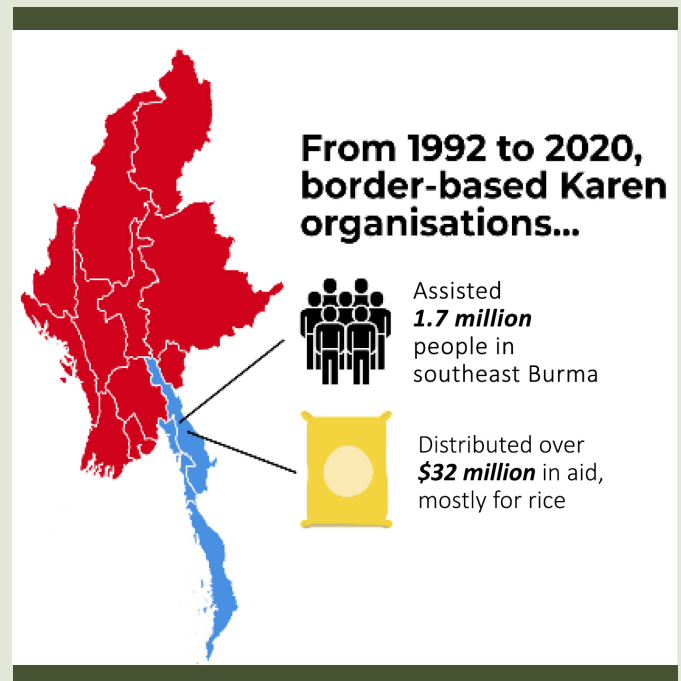 From 1992 to 2020,
border-based Karen
organisations...
Assisted
1.7 million
people in
southeast Burma
Distributed over
$32 million in aid,
mostly for rice